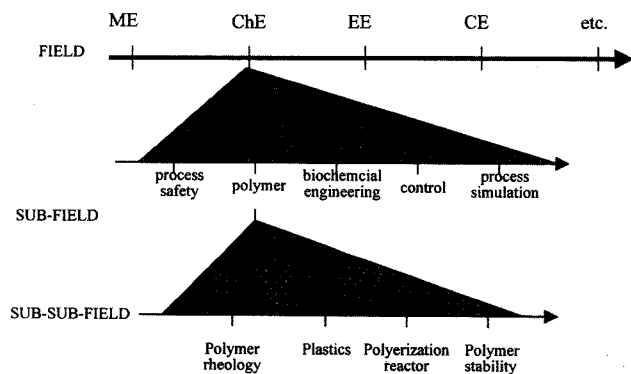 ME ChE EE CE etc.
FIELD
process safety polymer biochemcial engineering control process simulation
SUB-FIELD
SUB-SUB-FIELD
Polymer rheology Plastics Polyerization reactor Polymer stability